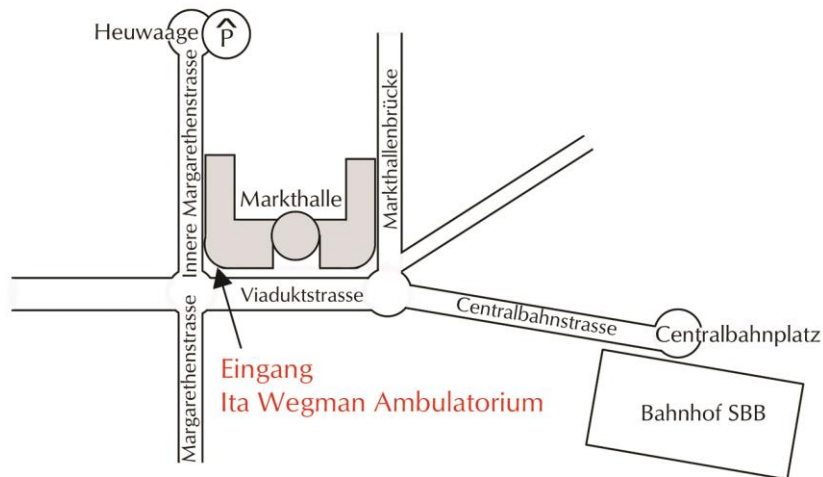 Heuwaage
P̂
Innere Margarethenstrasse
Markthallenbrücke
Markthalle
Viaduktstrasse
Centralbahnstrasse
Centralbahnplatz
Margarethenstrasse
Eingang
Ita Wegman Ambulatorium
Bahnhof SBB